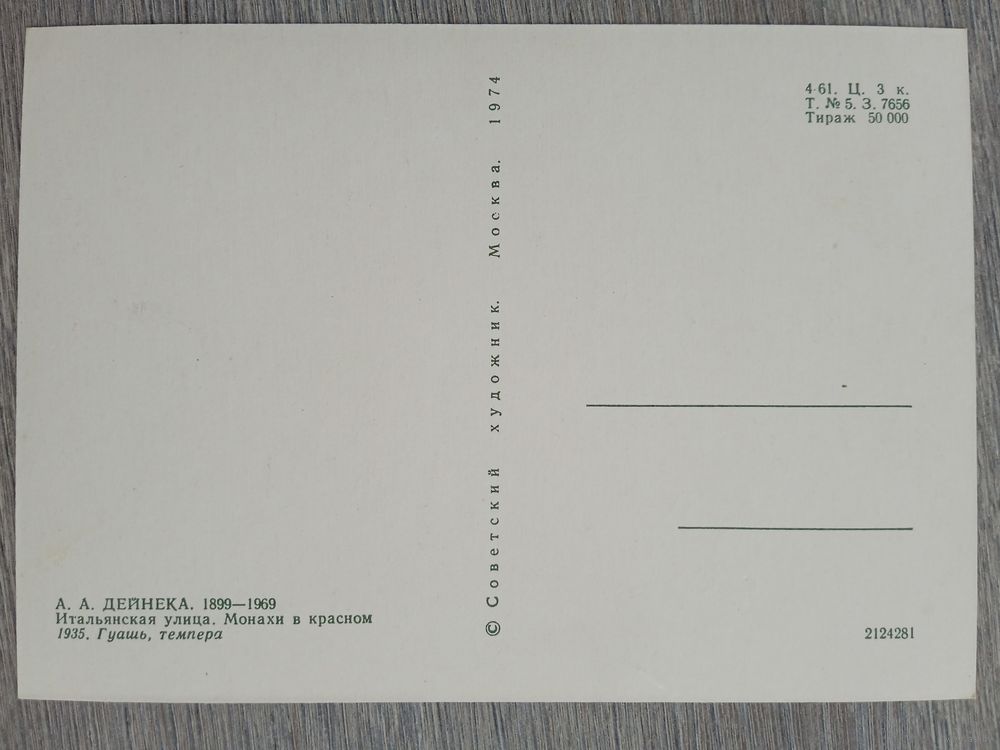 4-61. Ц. 3 к.
Т. № 5. З. 7656
Тираж 50 000
© Советский художник. Москва. 1974
А. А. ДЕЙНЕКА. 1899—1969
Итальянская улица. Монахи в красном
1935. Гуашь, темпера
2124281